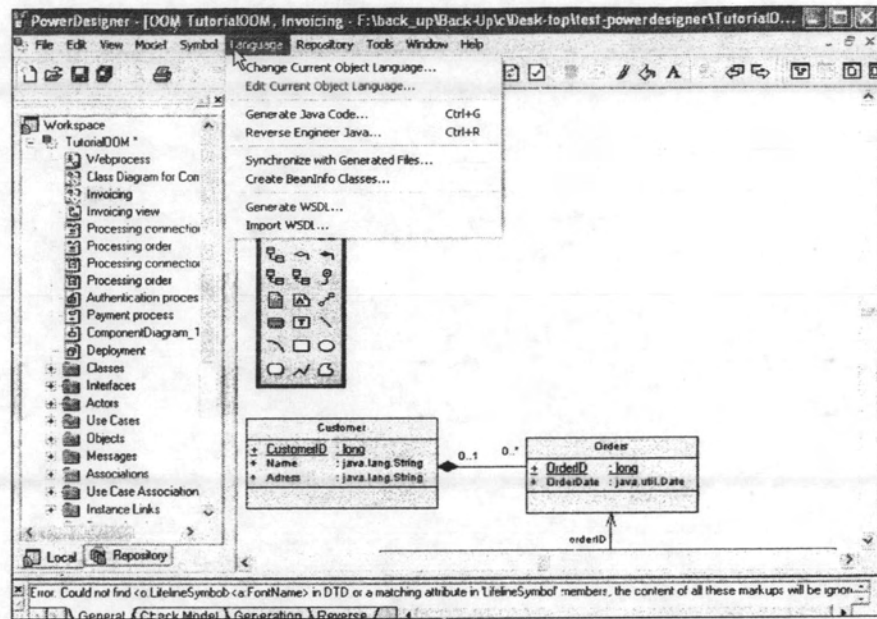 PowerDesigner - [OOM TutorialOOM, Invoicing - F:\back_up\Back-Up\c\Desk-top\test-powerdesigner\TutorialO...
File Edit View Model Symbol Language Repository Tools Window Help
Change Current Object Language...
Edit Current Object Language...
Generate Java Code... Ctrl+G
Reverse Engineer Java... Ctrl+R
Synchronize with Generated Files...
Create BeanInfo Classes...
Generate WSDL...
Import WSDL...
Workspace
TutorialOOM *
Webprocess
Class Diagram for Con
Invoicing
Invoicing view
Processing connectio
Processing order
Processing connectio
Processing order
Authentication proces
Payment process
ComponentDiagram_1
Deployment
Classes
Interfaces
Actors
Use Cases
Objects
Messages
Associations
Use Case Association
Instance Links
Local Repository
Customer
+ CustomerID : long
+ Name : java.lang.String
+ Adress : java.lang.String
0..1
0..*
Orders
+ OrderID : long
+ OrderDate : java.util.Date
orderID
Error. Could not find <o:LifelineSymbol><a:FontName> in DTD or a matching attribute in 'LifelineSymbol' members, the content of all these markups will be ignor...
General Check Model Generation Reverse